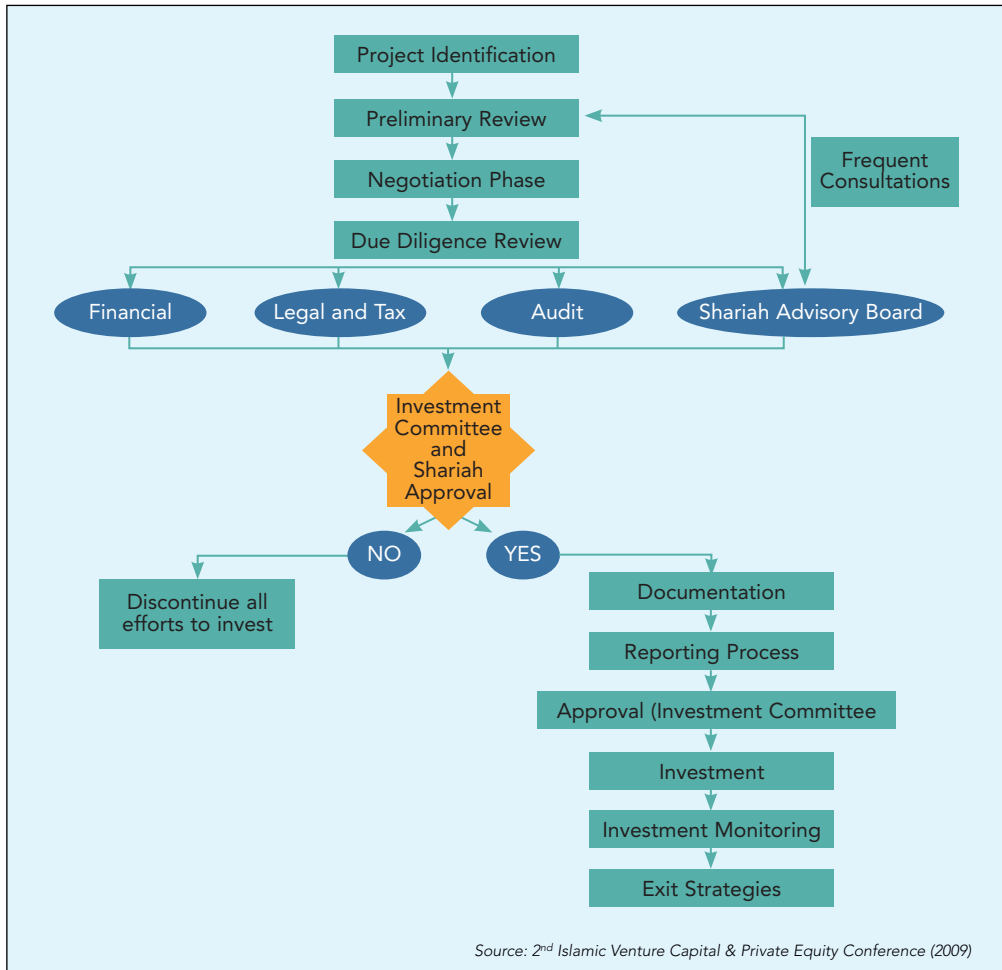 Project Identification
Preliminary Review
Frequent
Consultations
Negotiation Phase
Due Diligence Review
Financial
Legal and Tax
Audit
Shariah Advisory Board
Investment
Committee
and
Shariah
Approval
NO
YES
Discontinue all
efforts to invest
Documentation
Reporting Process
Approval (Investment Committee
Investment
Investment Monitoring
Exit Strategies
Source: 2nd Islamic Venture Capital & Private Equity Conference (2009)